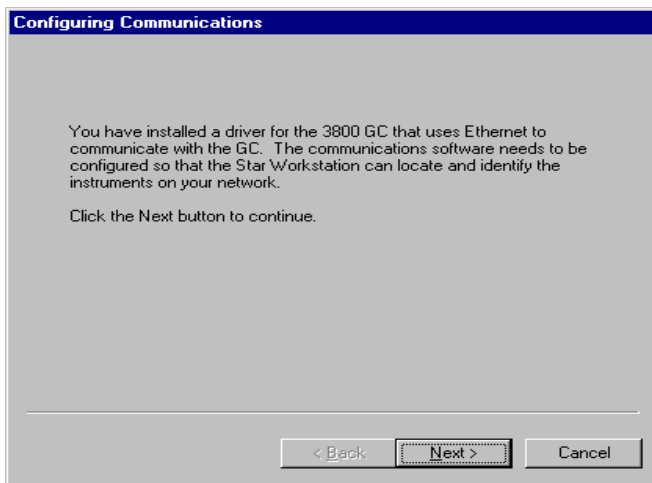 Configuring Communications
You have installed a driver for the 3800 GC that uses Ethernet to
communicate with the GC. The communications software needs to be
configured so that the Star Workstation can locate and identify the
instruments on your network.
Click the Next button to continue.
< Back
Next >
Cancel